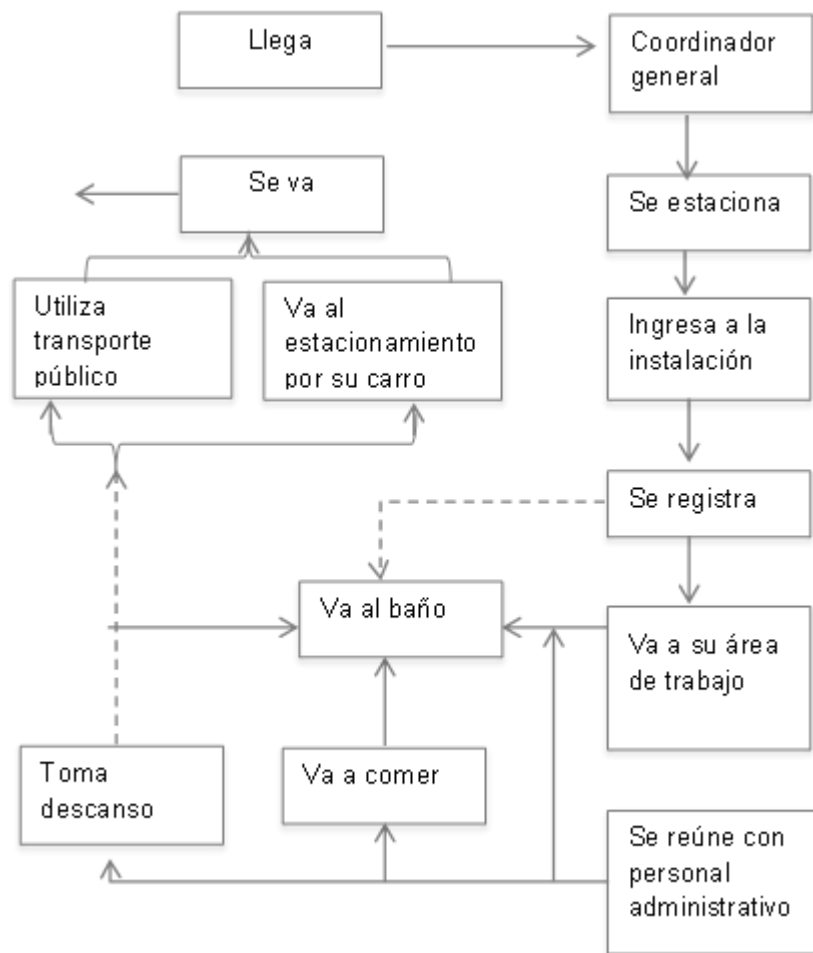 Llega
Coordinador
general
Se va
Se estaciona
Utiliza
transporte
público
Va al
estacionamiento
por su carro
Ingresa a la
instalación
Se registra
Va al baño
Va a su área
de trabajo
Toma
descanso
Va a comer
Se reúne con
personal
administrativo